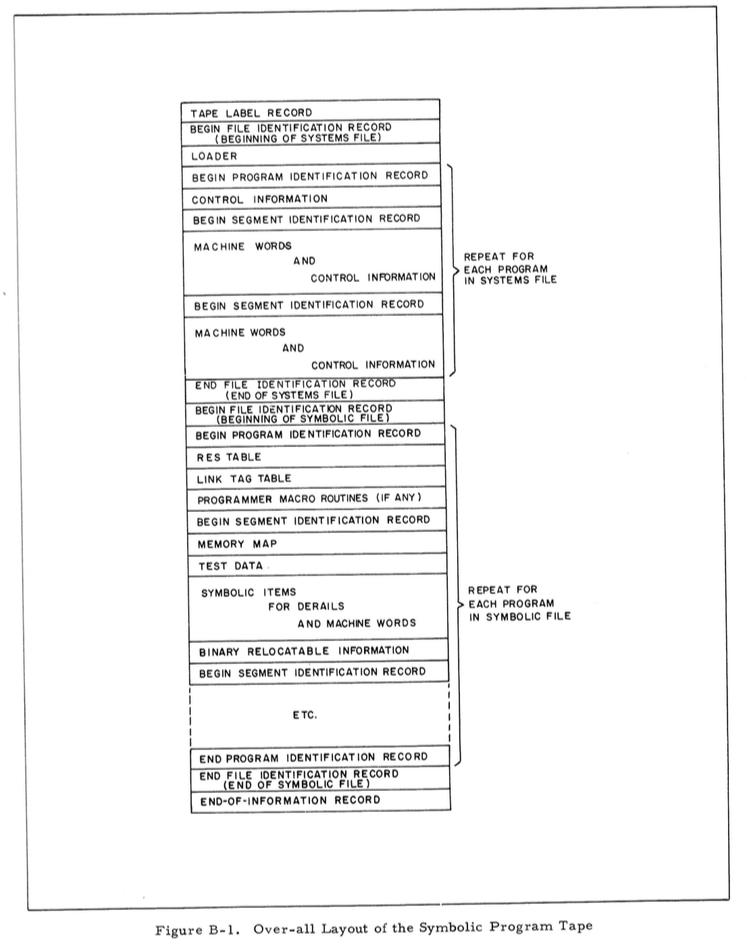 TAPE LABEL RECORD
BEGIN FILE IDENTIFICATION RECORD
(BEGINNING OF SYSTEMS FILE)
LOADER
BEGIN PROGRAM IDENTIFICATION RECORD
CONTROL INFORMATION
BEGIN SEGMENT IDENTIFICATION RECORD
MACHINE WORDS
AND
CONTROL INFORMATION
BEGIN SEGMENT IDENTIFICATION RECORD
MACHINE WORDS
AND
CONTROL INFORMATION
REPEAT FOR
EACH PROGRAM
IN SYSTEMS FILE
END FILE IDENTIFICATION RECORD
(END OF SYSTEMS FILE)
BEGIN FILE IDENTIFICATION RECORD
(BEGINNING OF SYMBOLIC FILE)
BEGIN PROGRAM IDENTIFICATION RECORD
RES TABLE
LINK TAG TABLE
PROGRAMMER MACRO ROUTINES (IF ANY)
BEGIN SEGMENT IDENTIFICATION RECORD
MEMORY MAP
TEST DATA
SYMBOLIC ITEMS
FOR DERAILS
AND MACHINE WORDS
BINARY RELOCATABLE INFORMATION
BEGIN SEGMENT IDENTIFICATION RECORD
ETC.
END PROGRAM IDENTIFICATION RECORD
REPEAT FOR
EACH PROGRAM
IN SYMBOLIC FILE
END FILE IDENTIFICATION RECORD
(END OF SYMBOLIC FILE)
END-OF-INFORMATION RECORD
Figure B-1. Over-all Layout of the Symbolic Program Tape